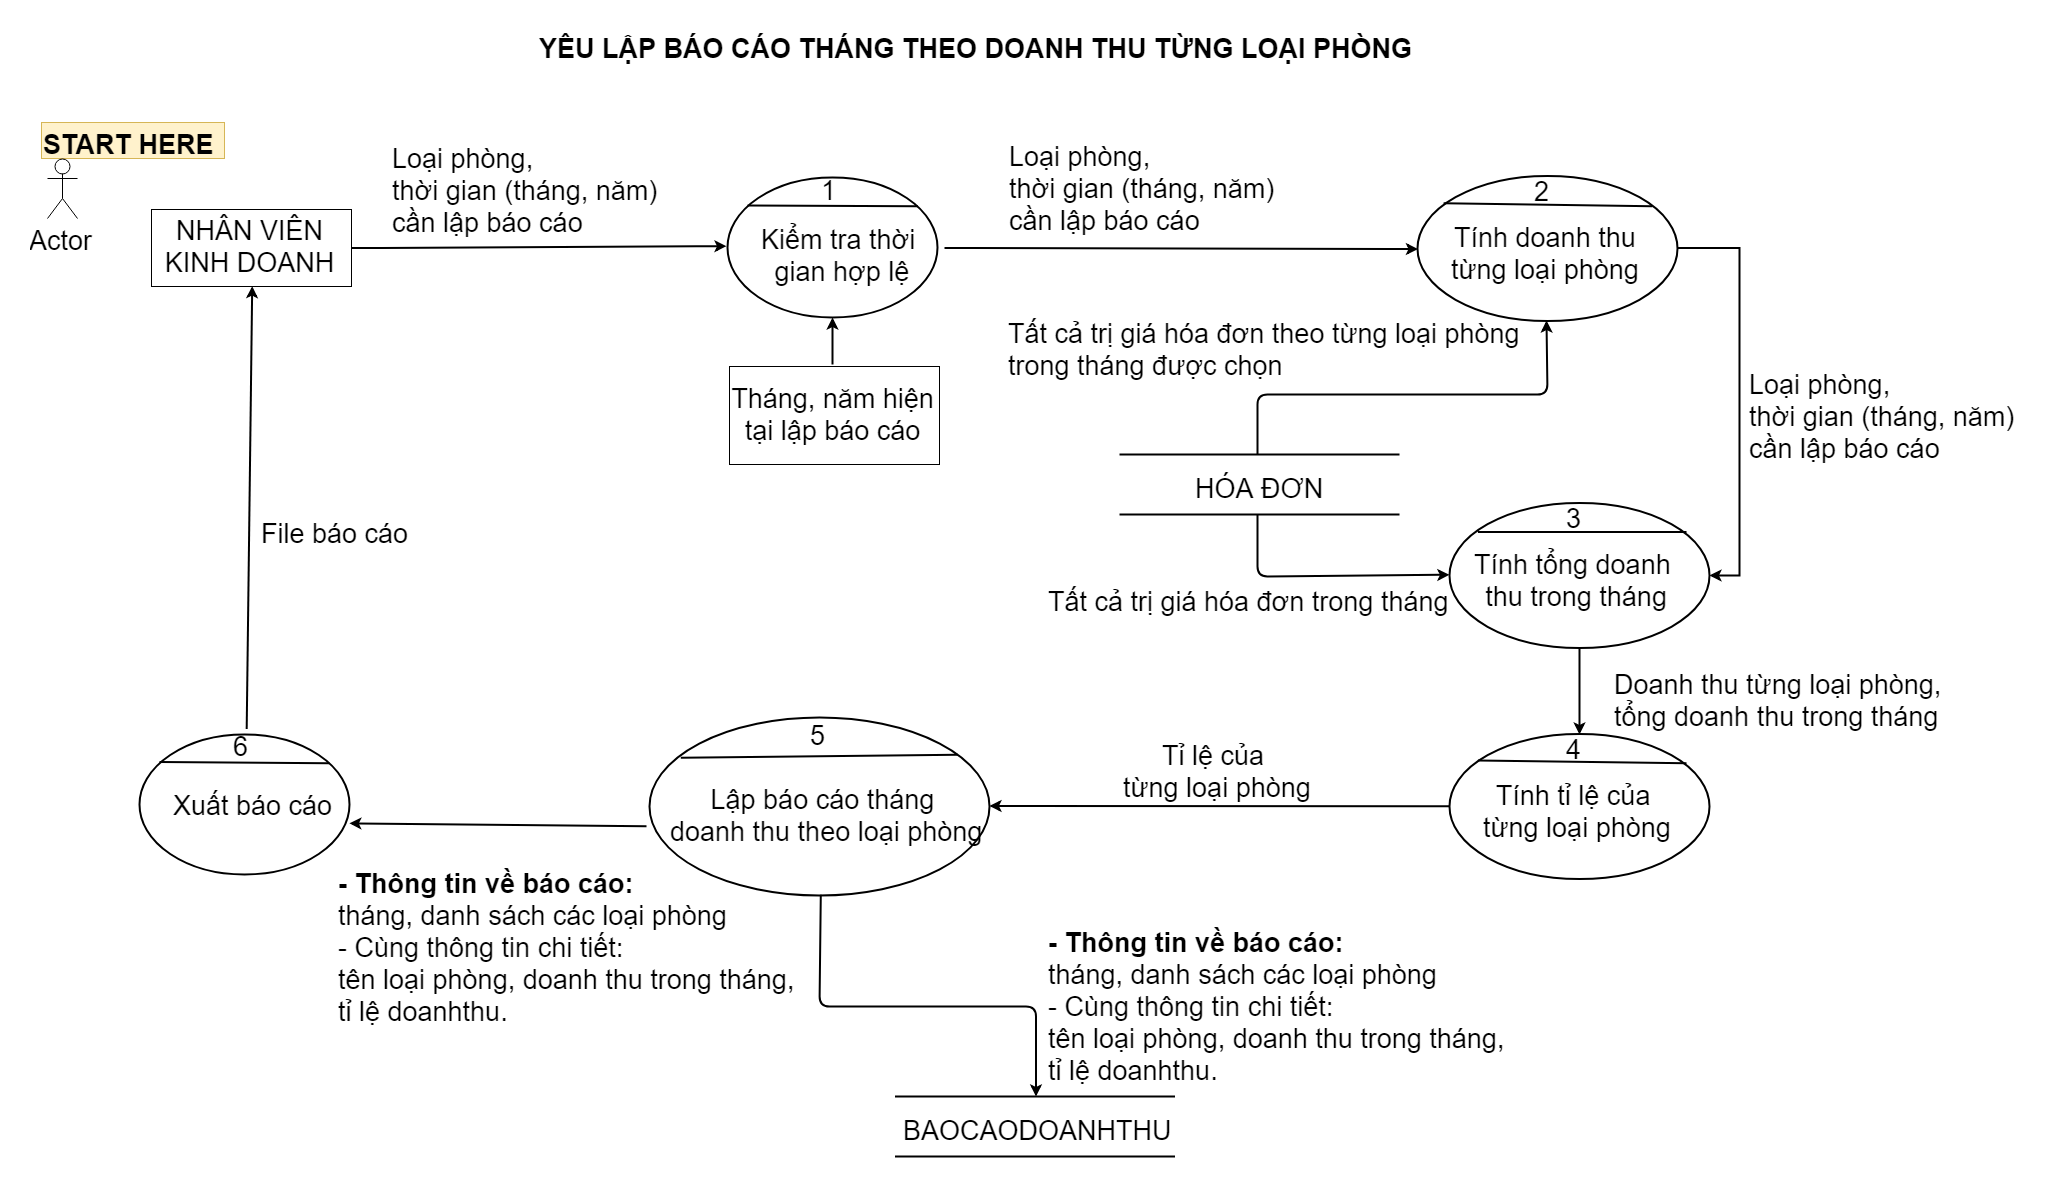 YÊU LẬP BÁO CÁO THÁNG THEO DOANH THU TỪNG LOẠI PHÒNG
START HERE
Actor
NHÂN VIÊN
KINH DOANH
Loại phòng,
thời gian (tháng, năm)
cần lập báo cáo
1
Kiểm tra thời
gian hợp lệ
Tháng, năm hiện
tại lập báo cáo
Loại phòng,
thời gian (tháng, năm)
cần lập báo cáo
2
Tính doanh thu
từng loại phòng
Tất cả trị giá hóa đơn theo từng loại phòng
trong tháng được chọn
HÓA ĐƠN
Tất cả trị giá hóa đơn trong tháng
Loại phòng,
thời gian (tháng, năm)
cần lập báo cáo
3
Tính tổng doanh
thu trong tháng
Doanh thu từng loại phòng,
tổng doanh thu trong tháng
4
Tính tỉ lệ của
từng loại phòng
Tỉ lệ của
từng loại phòng
5
Lập báo cáo tháng
doanh thu theo loại phòng
- Thông tin về báo cáo:
tháng, danh sách các loại phòng
- Cùng thông tin chi tiết:
tên loại phòng, doanh thu trong tháng,
tỉ lệ doanhthu.
BAOCAODOANHTHU
- Thông tin về báo cáo:
tháng, danh sách các loại phòng
- Cùng thông tin chi tiết:
tên loại phòng, doanh thu trong tháng,
tỉ lệ doanhthu.
6
Xuất báo cáo
File báo cáo